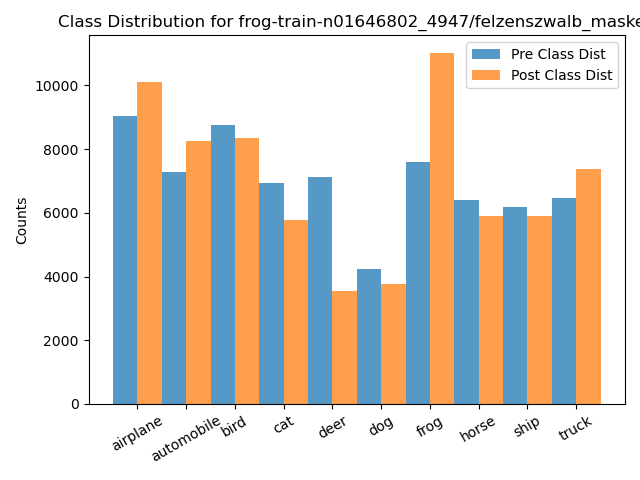 Class Distribution for frog-train-n01646802_4947/felzenszwalb_maske
Pre Class Dist
Post Class Dist
Counts
10000
8000
6000
4000
2000
0
airplane
automobile
bird
cat
deer
dog
frog
horse
ship
truck